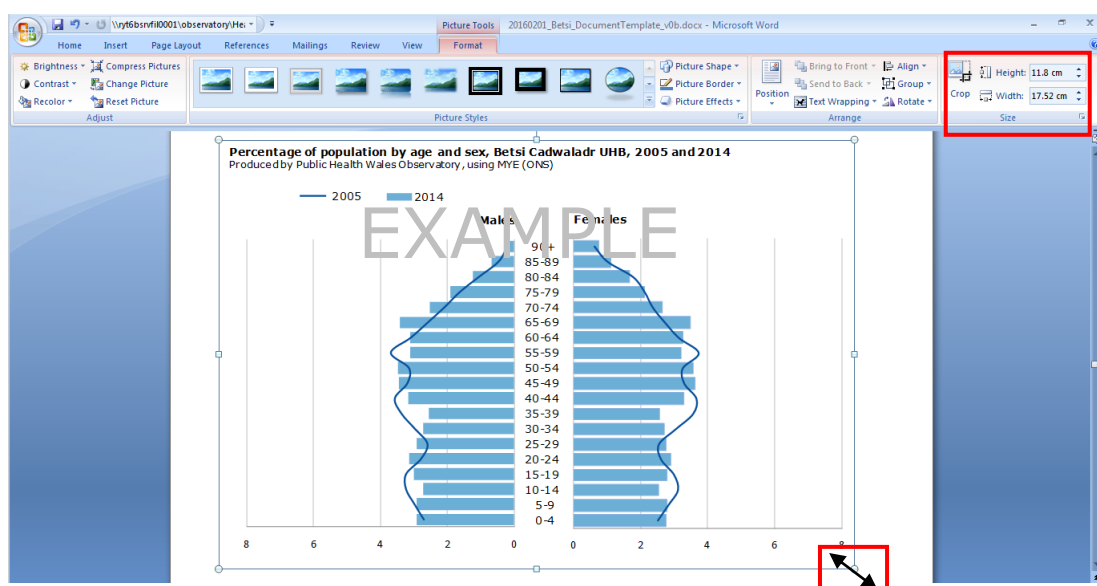 \\ryt6bsrvfil0001\observatory\Hea
Picture Tools
20160201_Betsi_DocumentTemplate_v0b.docx - Microsoft Word
Home Insert Page Layout References Mailings Review View Format
Brightness Compress Pictures
Contrast Change Picture
Recolor Reset Picture
Adjust
Picture Styles
Picture Shape
Picture Border
Picture Effects
Position
Bring to Front
Send to Back
Text Wrapping
Align
Group
Rotate
Arrange
Crop
Height: 11.8 cm
Width: 17.52 cm
Size
Percentage of population by age and sex, Betsi Cadwaladr UHB, 2005 and 2014
Produced by Public Health Wales Observatory, using MYE (ONS)
2005 2014
EXAMPLE
Males Females
90+
85-89
80-84
75-79
70-74
65-69
60-64
55-59
50-54
45-49
40-44
35-39
30-34
25-29
20-24
15-19
10-14
5-9
0-4
8 6 4 2 0 0 2 4 6 8